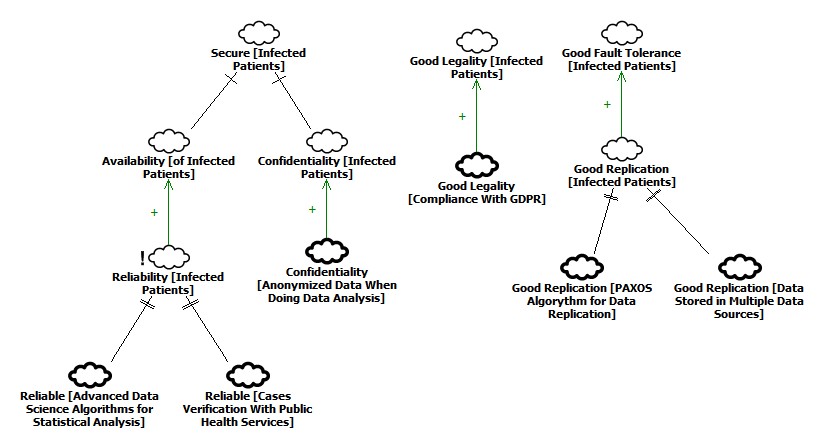 Secure [Infected
Patients]
Good Legality [Infected
Patients]
Good Fault Tolerance
[Infected Patients]
+
+
Availability [of Infected
Patients]
Confidentiality [Infected
Patients]
Good Replication
[Infected Patients]
Good Legality
[Compliance With GDPR]
+
+
!
Reliability [Infected
Patients]
Confidentiality
[Anonymized Data When
Doing Data Analysis]
Good Replication [PAXOS
Algorythm for Data
Replication]
Good Replication [Data
Stored in Multiple Data
Sources]
Reliable [Advanced Data
Science Algorithms for
Statistical Analysis]
Reliable [Cases
Verification With Public
Health Services]